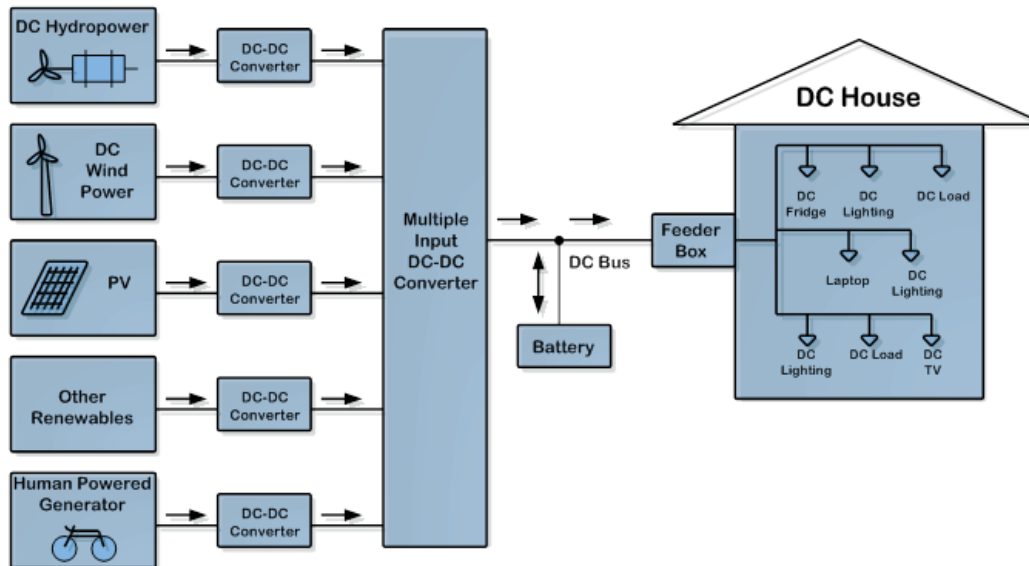 DC Hydropower
DC-DC
Converter
DC
Wind
Power
DC-DC
Converter
PV
DC-DC
Converter
Other
Renewables
DC-DC
Converter
Human Powered
Generator
DC-DC
Converter
Multiple
Input
DC-DC
Converter
DC Bus
Battery
Feeder
Box
DC House
DC
Fridge
DC
Lighting
DC Load
Laptop
DC
Lighting
DC
Lighting
DC Load
DC
TV